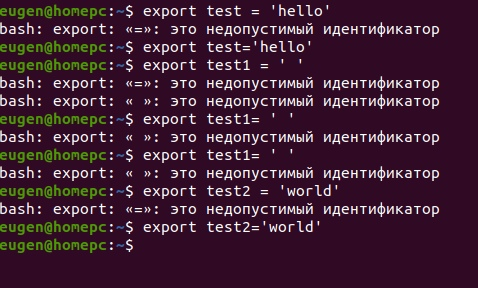 eugen@homepc:~$ export test = 'hello'
bash: export: «=»: это недопустимый идентификатор
eugen@homepc:~$ export test='hello'
eugen@homepc:~$ export test1 = ' '
bash: export: «=»: это недопустимый идентификатор
bash: export: « »: это недопустимый идентификатор
eugen@homepc:~$ export test1= ' '
bash: export: « »: это недопустимый идентификатор
eugen@homepc:~$ export test1= ' '
bash: export: « »: это недопустимый идентификатор
eugen@homepc:~$ export test2 = 'world'
bash: export: «=»: это недопустимый идентификатор
eugen@homepc:~$ export test2='world'
eugen@homepc:~$